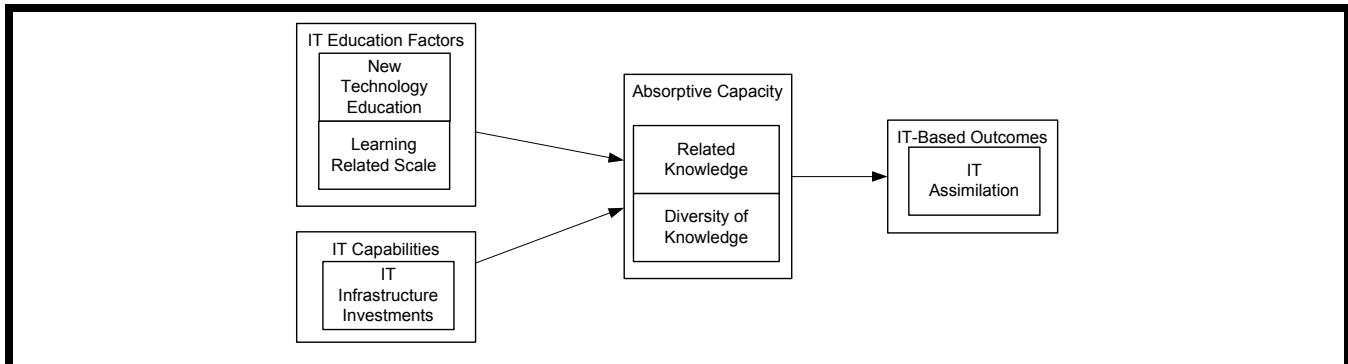 IT Education Factors
New
Technology
Education
Learning
Related Scale
IT Capabilities
IT
Infrastructure
Investments
Absorptive Capacity
Related
Knowledge
Diversity of
Knowledge
IT-Based Outcomes
IT
Assimilation